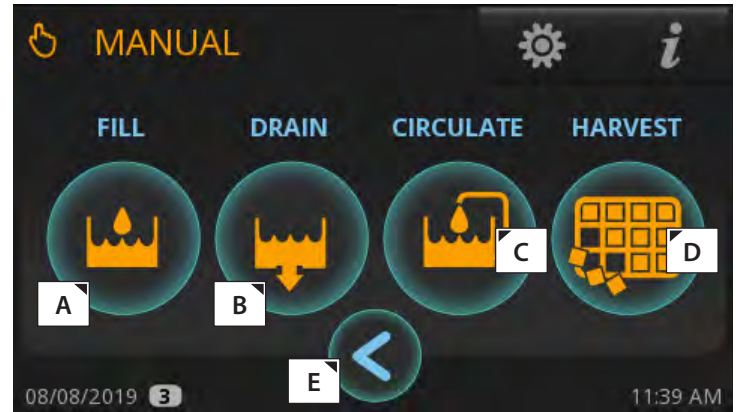 MANUAL i
FILL DRAIN CIRCULATE HARVEST
A B C D
E <
08/08/2019 3 11:39 AM